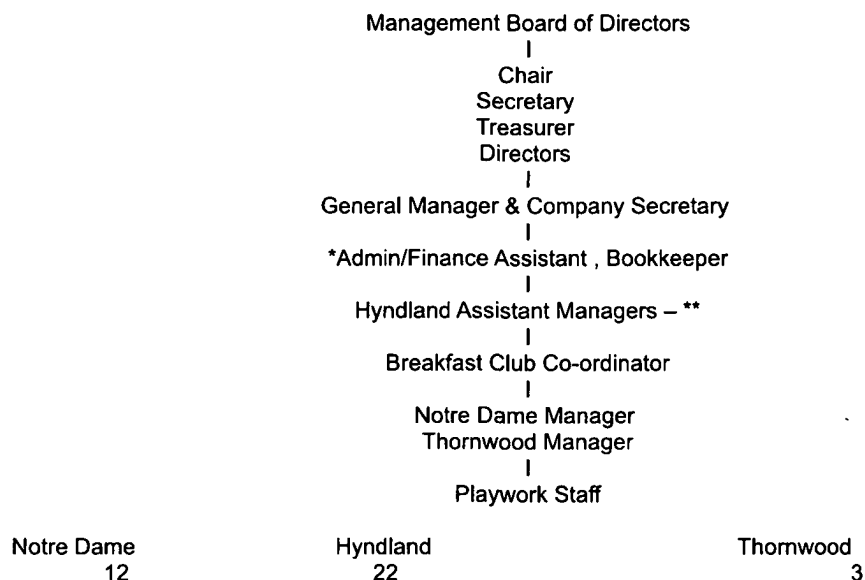 Management Board of Directors
Chair
Secretary
Treasurer
Directors
General Manager & Company Secretary
*Admin/Finance Assistant , Bookkeeper
Hyndland Assistant Managers – **
Breakfast Club Co-ordinator
Notre Dame Manager
Thornwood Manager
Playwork Staff
Notre Dame Hyndland Thornwood
12 22 3